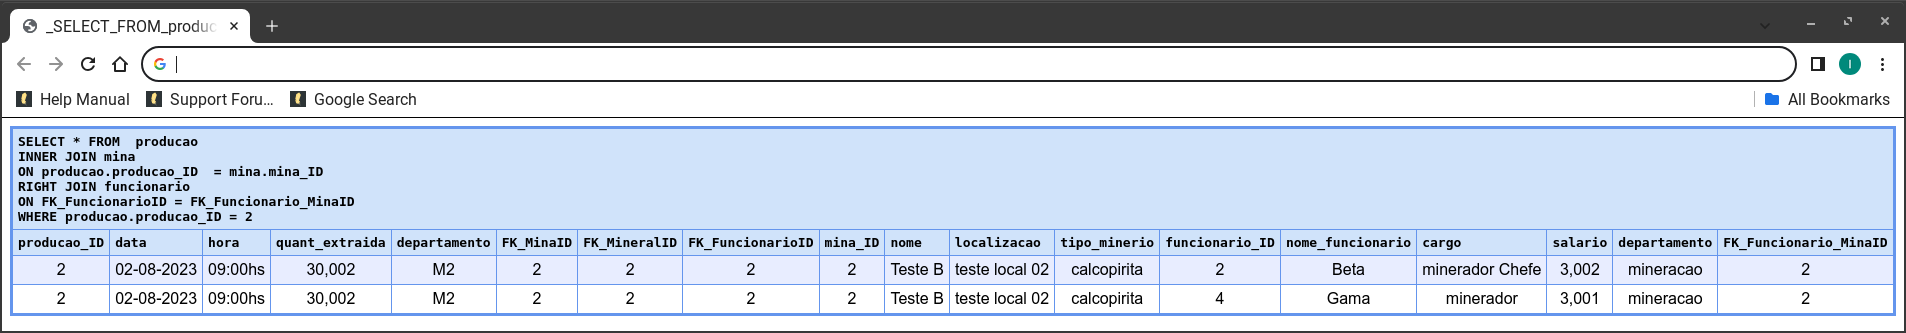 _SELECT_FROM_produc
Help Manual Support Foru... Google Search All Bookmarks
SELECT * FROM  producao
INNER JOIN mina
ON producao.producao_ID  = mina.mina_ID
RIGHT JOIN funcionario
ON FK_FuncionarioID = FK_Funcionario_MinaID
WHERE producao.producao_ID = 2
producao_ID data hora quant_extraida departamento FK_MinaID FK_MineralID FK_FuncionarioID mina_ID nome localizacao tipo_minerio funcionario_ID nome_funcionario cargo salario departamento FK_Funcionario_MinaID
2 02-08-2023 09:00hs 30,002 M2 2 2 2 2 Teste B teste local 02 calcopirita 2 Beta minerador Chefe 3,002 mineracao 2
2 02-08-2023 09:00hs 30,002 M2 2 2 2 2 Teste B teste local 02 calcopirita 4 Gama minerador 3,001 mineracao 2